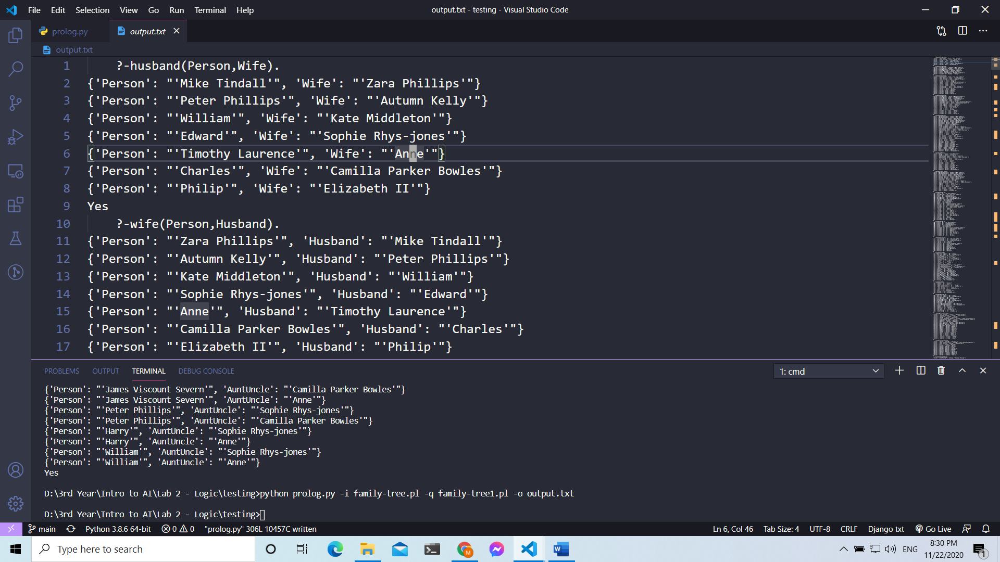 File Edit Selection View Go Run Terminal Help
output.txt - testing - Visual Studio Code
prolog.py
output.txt
output.txt
1 ?-husband(Person,Wife).
2 {'Person': "'Mike Tindall'", 'Wife': "'Zara Phillips'"}
3 {'Person': "'Peter Phillips'", 'Wife': "'Autumn Kelly'"}
4 {'Person': "'William'", 'Wife': "'Kate Middleton'"}
5 {'Person': "'Edward'", 'Wife': "'Sophie Rhys-jones'"}
6 {'Person': "'Timothy Laurence'", 'Wife': "'Anne'"}
7 {'Person': "'Charles'", 'Wife': "'Camilla Parker Bowles'"}
8 {'Person': "'Philip'", 'Wife': "'Elizabeth II'"}
9 Yes
10 ?-wife(Person,Husband).
11 {'Person': "'Zara Phillips'", 'Husband': "'Mike Tindall'"}
12 {'Person': "'Autumn Kelly'", 'Husband': "'Peter Phillips'"}
13 {'Person': "'Kate Middleton'", 'Husband': "'William'"}
14 {'Person': "'Sophie Rhys-jones'", 'Husband': "'Edward'"}
15 {'Person': "'Anne'", 'Husband': "'Timothy Laurence'"}
16 {'Person': "'Camilla Parker Bowles'", 'Husband': "'Charles'"}
17 {'Person': "'Elizabeth II'", 'Husband': "'Philip'"}
PROBLEMS OUTPUT TERMINAL DEBUG CONSOLE
1: cmd
{'Person': "'James Viscount Severn'", 'AuntUncle': "'Camilla Parker Bowles'"}
{'Person': "'James Viscount Severn'", 'AuntUncle': "'Anne'"}
{'Person': "'Peter Phillips'", 'AuntUncle': "'Sophie Rhys-jones'"}
{'Person': "'Peter Phillips'", 'AuntUncle': "'Camilla Parker Bowles'"}
{'Person': "'Harry'", 'AuntUncle': "'Sophie Rhys-jones'"}
{'Person': "'Harry'", 'AuntUncle': "'Anne'"}
{'Person': "'William'", 'AuntUncle': "'Sophie Rhys-jones'"}
{'Person': "'William'", 'AuntUncle': "'Anne'"}
Yes
D:\3rd Year\Intro to AI\Lab 2 - Logic\testing>python prolog.py -i family-tree.pl -q family-tree1.pl -o output.txt
D:\3rd Year\Intro to AI\Lab 2 - Logic\testing>
main Python 3.8.6 64-bit 0 0 "prolog.py" 306L 10457C written
Ln 6, Col 46 Tab Size: 4 UTF-8 CRLF Django txt Go Live
Type here to search
W
M
ENG
8:30 PM
11/22/2020
1